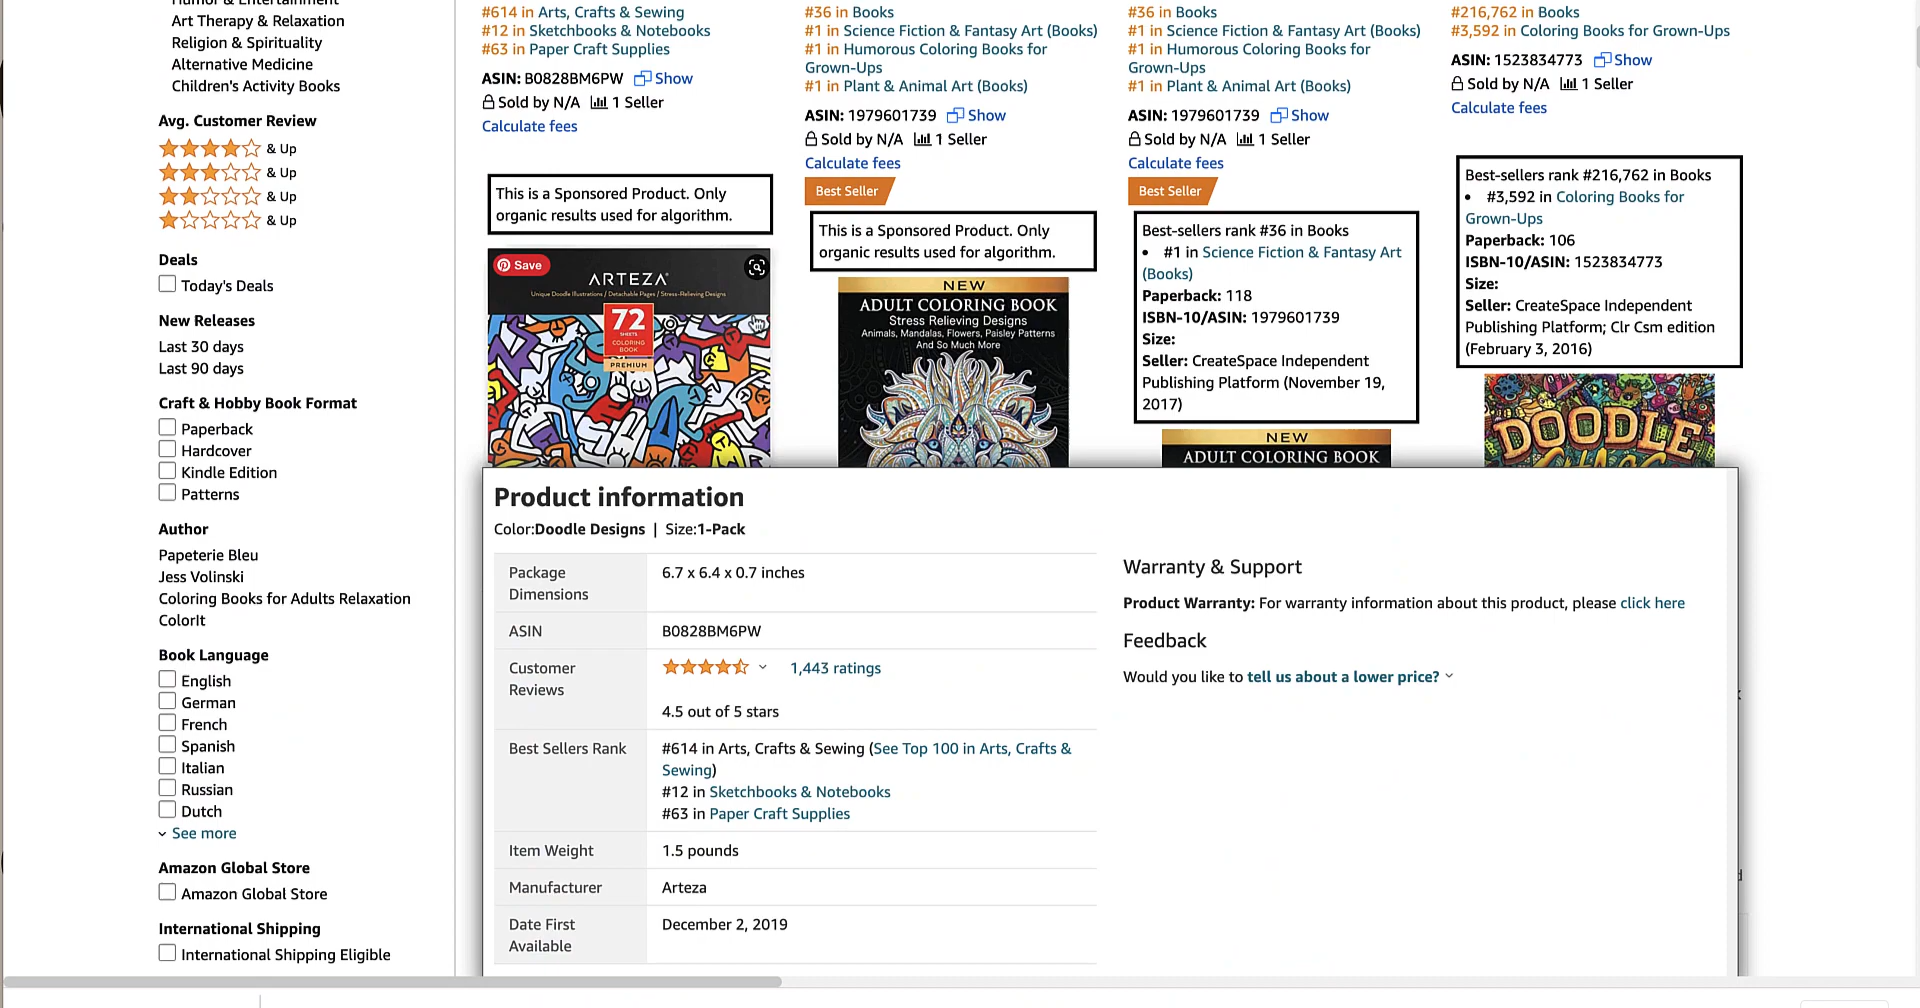 Humor & Entertainment
Art Therapy & Relaxation
Religion & Spirituality
Alternative Medicine
Children's Activity Books
Avg. Customer Review
& Up
& Up
& Up
& Up
Deals
Today's Deals
New Releases
Last 30 days
Last 90 days
Craft & Hobby Book Format
Paperback
Hardcover
Kindle Edition
Patterns
Author
Papeterie Bleu
Jess Volinski
Coloring Books for Adults Relaxation
ColorIt
Book Language
English
German
French
Spanish
Italian
Russian
Dutch
See more
Amazon Global Store
Amazon Global Store
International Shipping
International Shipping Eligible
#614 in Arts, Crafts & Sewing
#12 in Sketchbooks & Notebooks
#63 in Paper Craft Supplies
ASIN: B0828BM6PW Show
Sold by N/A 1 Seller
Calculate fees
This is a Sponsored Product. Only
organic results used for algorithm.
Save
ARTEZA
Unique Doodle Illustrations / Detachable Pages / Stress-Relieving Designs
72
SHEETS
COLORING
BOOK
PREMIUM
#36 in Books
#1 in Science Fiction & Fantasy Art (Books)
#1 in Humorous Coloring Books for
Grown-Ups
#1 in Plant & Animal Art (Books)
ASIN: 1979601739 Show
Sold by N/A 1 Seller
Calculate fees
Best Seller
This is a Sponsored Product. Only
organic results used for algorithm.
NEW
ADULT COLORING BOOK
Stress Relieving Designs
Animals, Mandalas, Flowers, Paisley Patterns
And So Much More
#36 in Books
#1 in Science Fiction & Fantasy Art (Books)
#1 in Humorous Coloring Books for
Grown-Ups
#1 in Plant & Animal Art (Books)
ASIN: 1979601739 Show
Sold by N/A 1 Seller
Calculate fees
Best Seller
Best-sellers rank #36 in Books
• #1 in Science Fiction & Fantasy Art
(Books)
Paperback: 118
ISBN-10/ASIN: 1979601739
Size:
Seller: CreateSpace Independent
Publishing Platform (November 19,
2017)
NEW
ADULT COLORING BOOK
#216,762 in Books
#3,592 in Coloring Books for Grown-Ups
ASIN: 1523834773 Show
Sold by N/A 1 Seller
Calculate fees
Best-sellers rank #216,762 in Books
• #3,592 in Coloring Books for
Grown-Ups
Paperback: 106
ISBN-10/ASIN: 1523834773
Size:
Seller: CreateSpace Independent
Publishing Platform; Clr Csm edition
(February 3, 2016)
DOODLE
Product information
Color:Doodle Designs | Size:1-Pack
Package
Dimensions
6.7 x 6.4 x 0.7 inches
ASIN
B0828BM6PW
Customer
Reviews
1,443 ratings
4.5 out of 5 stars
Best Sellers Rank
#614 in Arts, Crafts & Sewing (See Top 100 in Arts, Crafts &
Sewing)
#12 in Sketchbooks & Notebooks
#63 in Paper Craft Supplies
Item Weight
1.5 pounds
Manufacturer
Arteza
Date First
Available
December 2, 2019
Warranty & Support
Product Warranty: For warranty information about this product, please click here
Feedback
Would you like to tell us about a lower price?